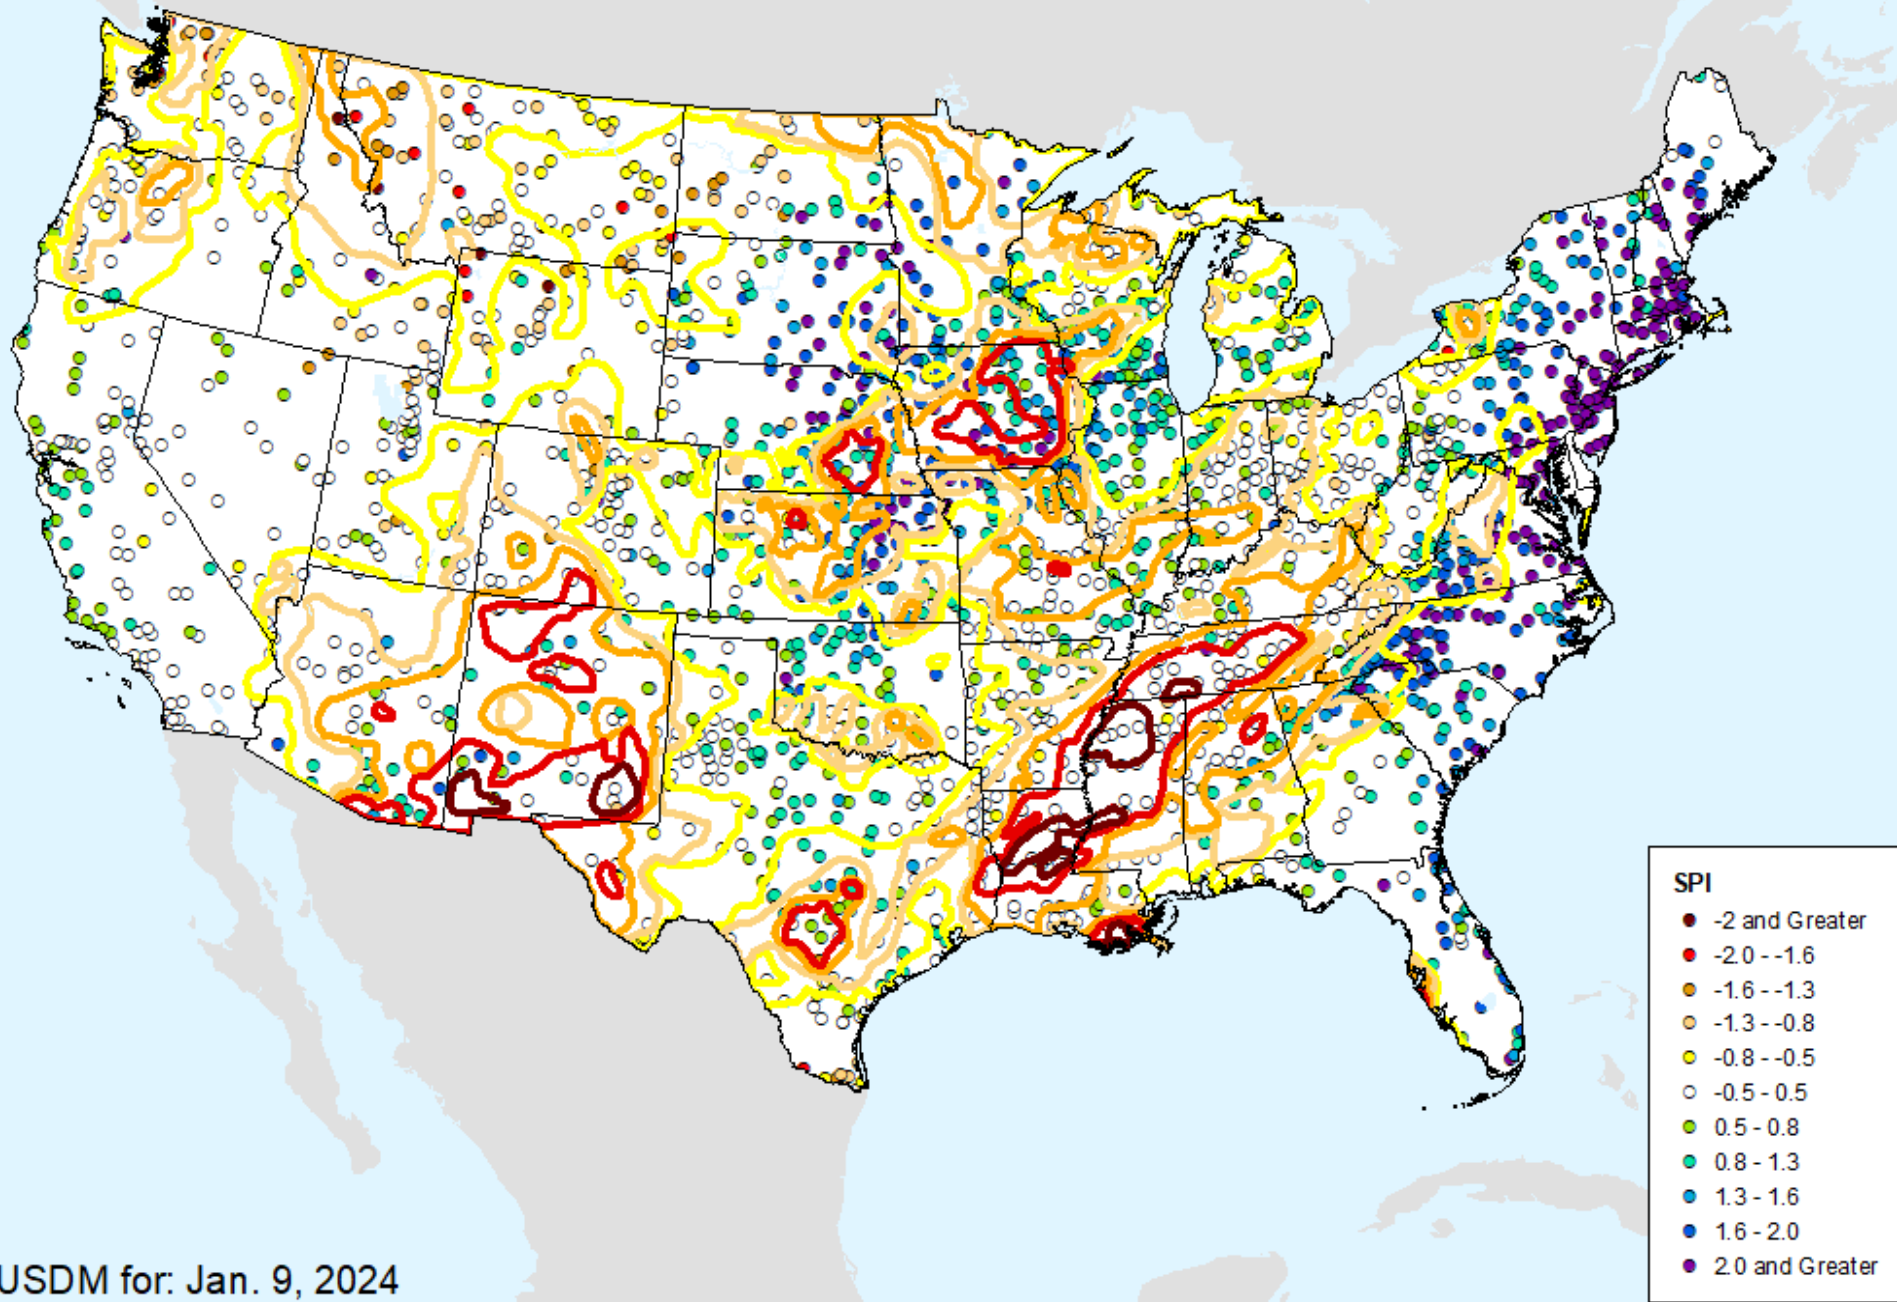 SPI
-2 and Greater
-2.0 - -1.6
-1.6 - -1.3
-1.3 - -0.8
-0.8 - -0.5
-0.5 - 0.5
0.5 - 0.8
0.8 - 1.3
1.3 - 1.6
1.6 - 2.0
2.0 and Greater
USDM for: Jan. 9, 2024